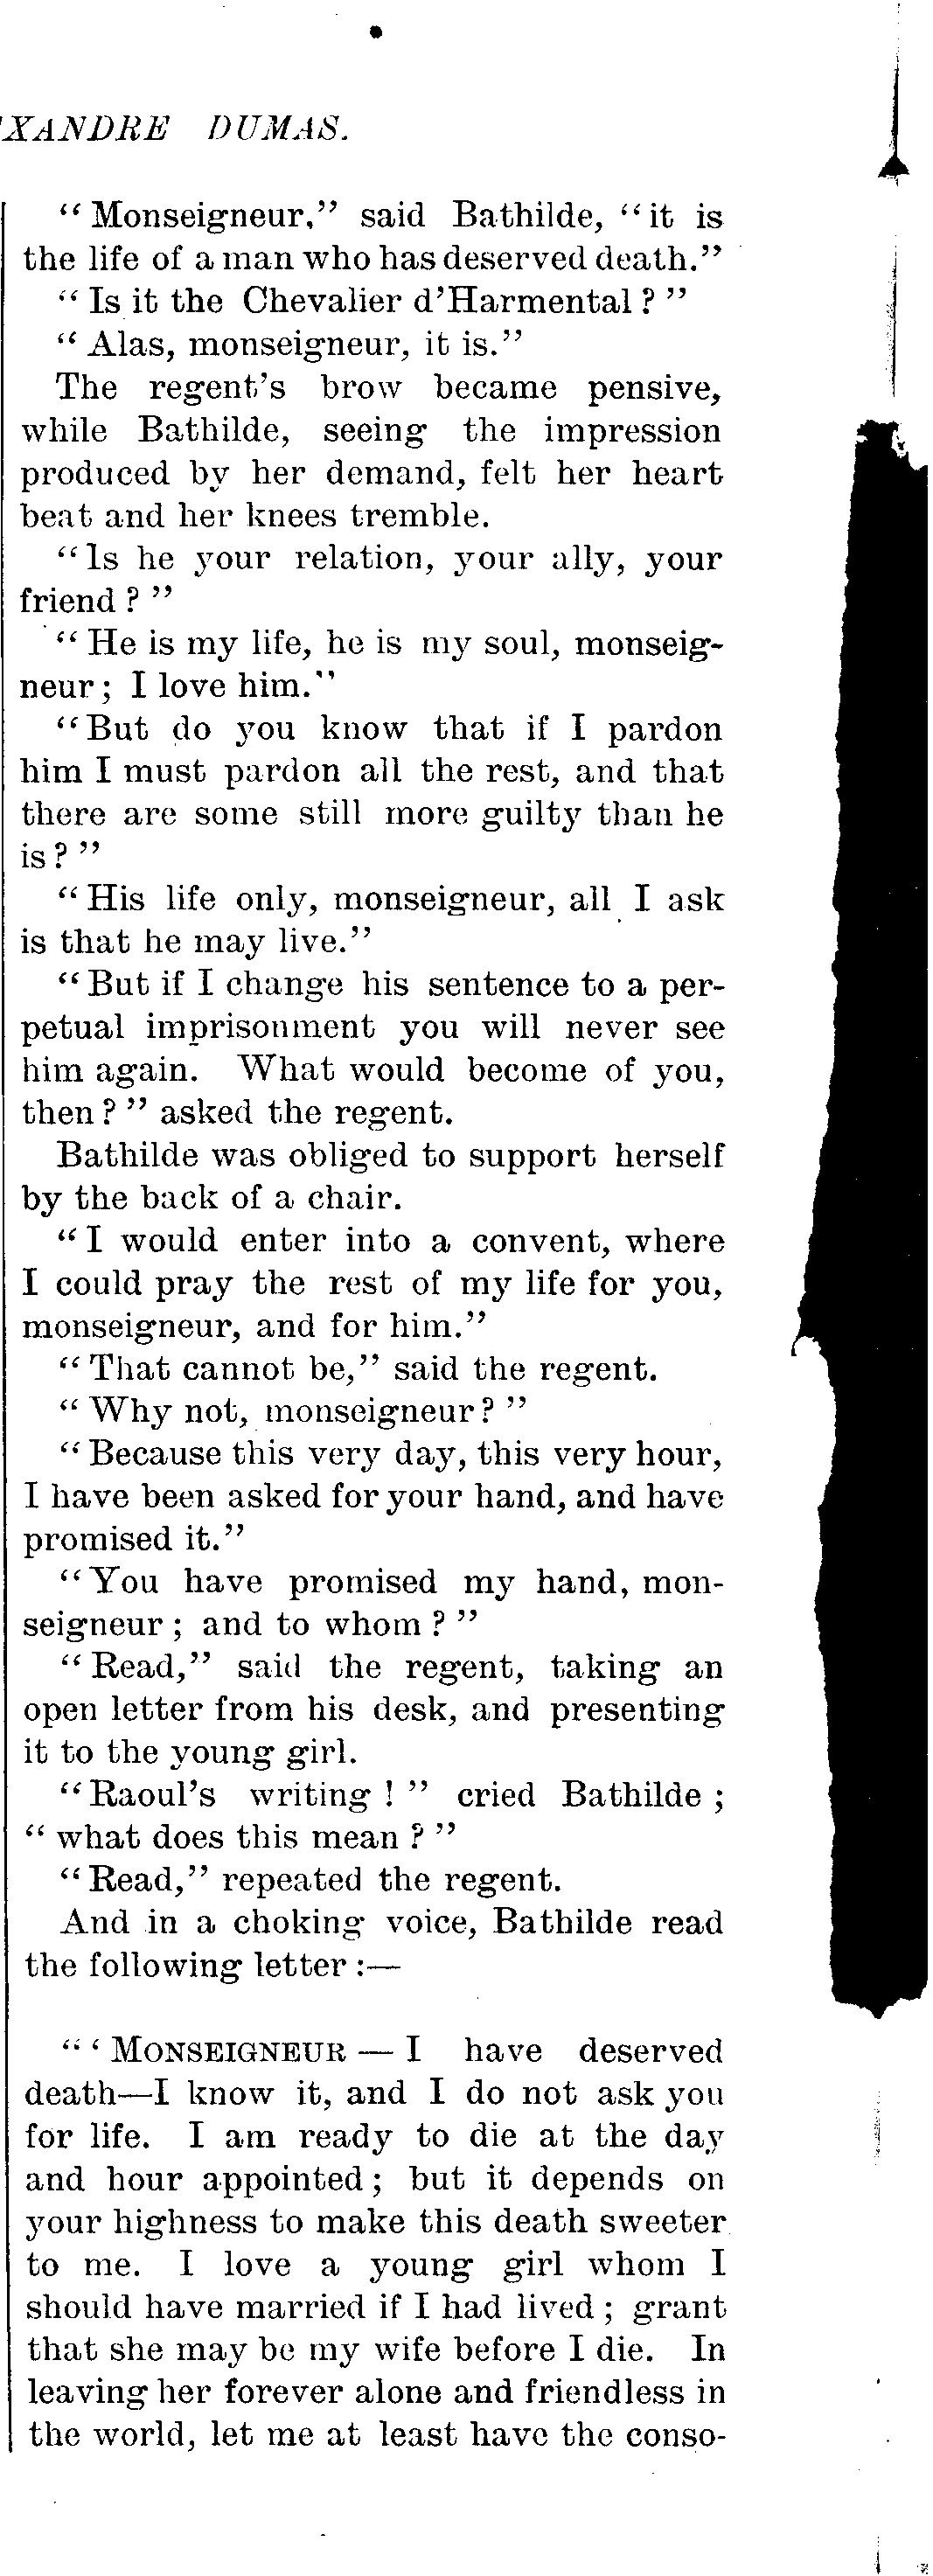 XANDRE DUMAS.
“Monseigneur,” said Bathilde, “it is
the life of a man who has deserved death.”
“Is it the Chevalier d’Harmental?”
“Alas, monseigneur, it is.”
The regent’s brow became pensive,
while Bathilde, seeing the impression
produced by her demand, felt her heart
beat and her knees tremble.
“Is he your relation, your ally, your
friend?”
“He is my life, he is my soul, monseig-
neur; I love him.”
“But do you know that if I pardon
him I must pardon all the rest, and that
there are some still more guilty than he
is?”
“His life only, monseigneur, all I ask
is that he may live.”
“But if I change his sentence to a per-
petual imprisonment you will never see
him again. What would become of you,
then?” asked the regent.
Bathilde was obliged to support herself
by the back of a chair.
“I would enter into a convent, where
I could pray the rest of my life for you,
monseigneur, and for him.”
“That cannot be,” said the regent.
“Why not, monseigneur?”
“Because this very day, this very hour,
I have been asked for your hand, and have
promised it.”
“You have promised my hand, mon-
seigneur; and to whom?”
“Read,” said the regent, taking an
open letter from his desk, and presenting
it to the young girl.
“Raoul’s writing!” cried Bathilde;
“what does this mean?”
“Read,” repeated the regent.
And in a choking voice, Bathilde read
the following letter:—
“‘MONSEIGNEUR — I have deserved
death—I know it, and I do not ask you
for life. I am ready to die at the day
and hour appointed; but it depends on
your highness to make this death sweeter
to me. I love a young girl whom I
should have married if I had lived; grant
that she may be my wife before I die. In
leaving her forever alone and friendless in
the world, let me at least have the conso-